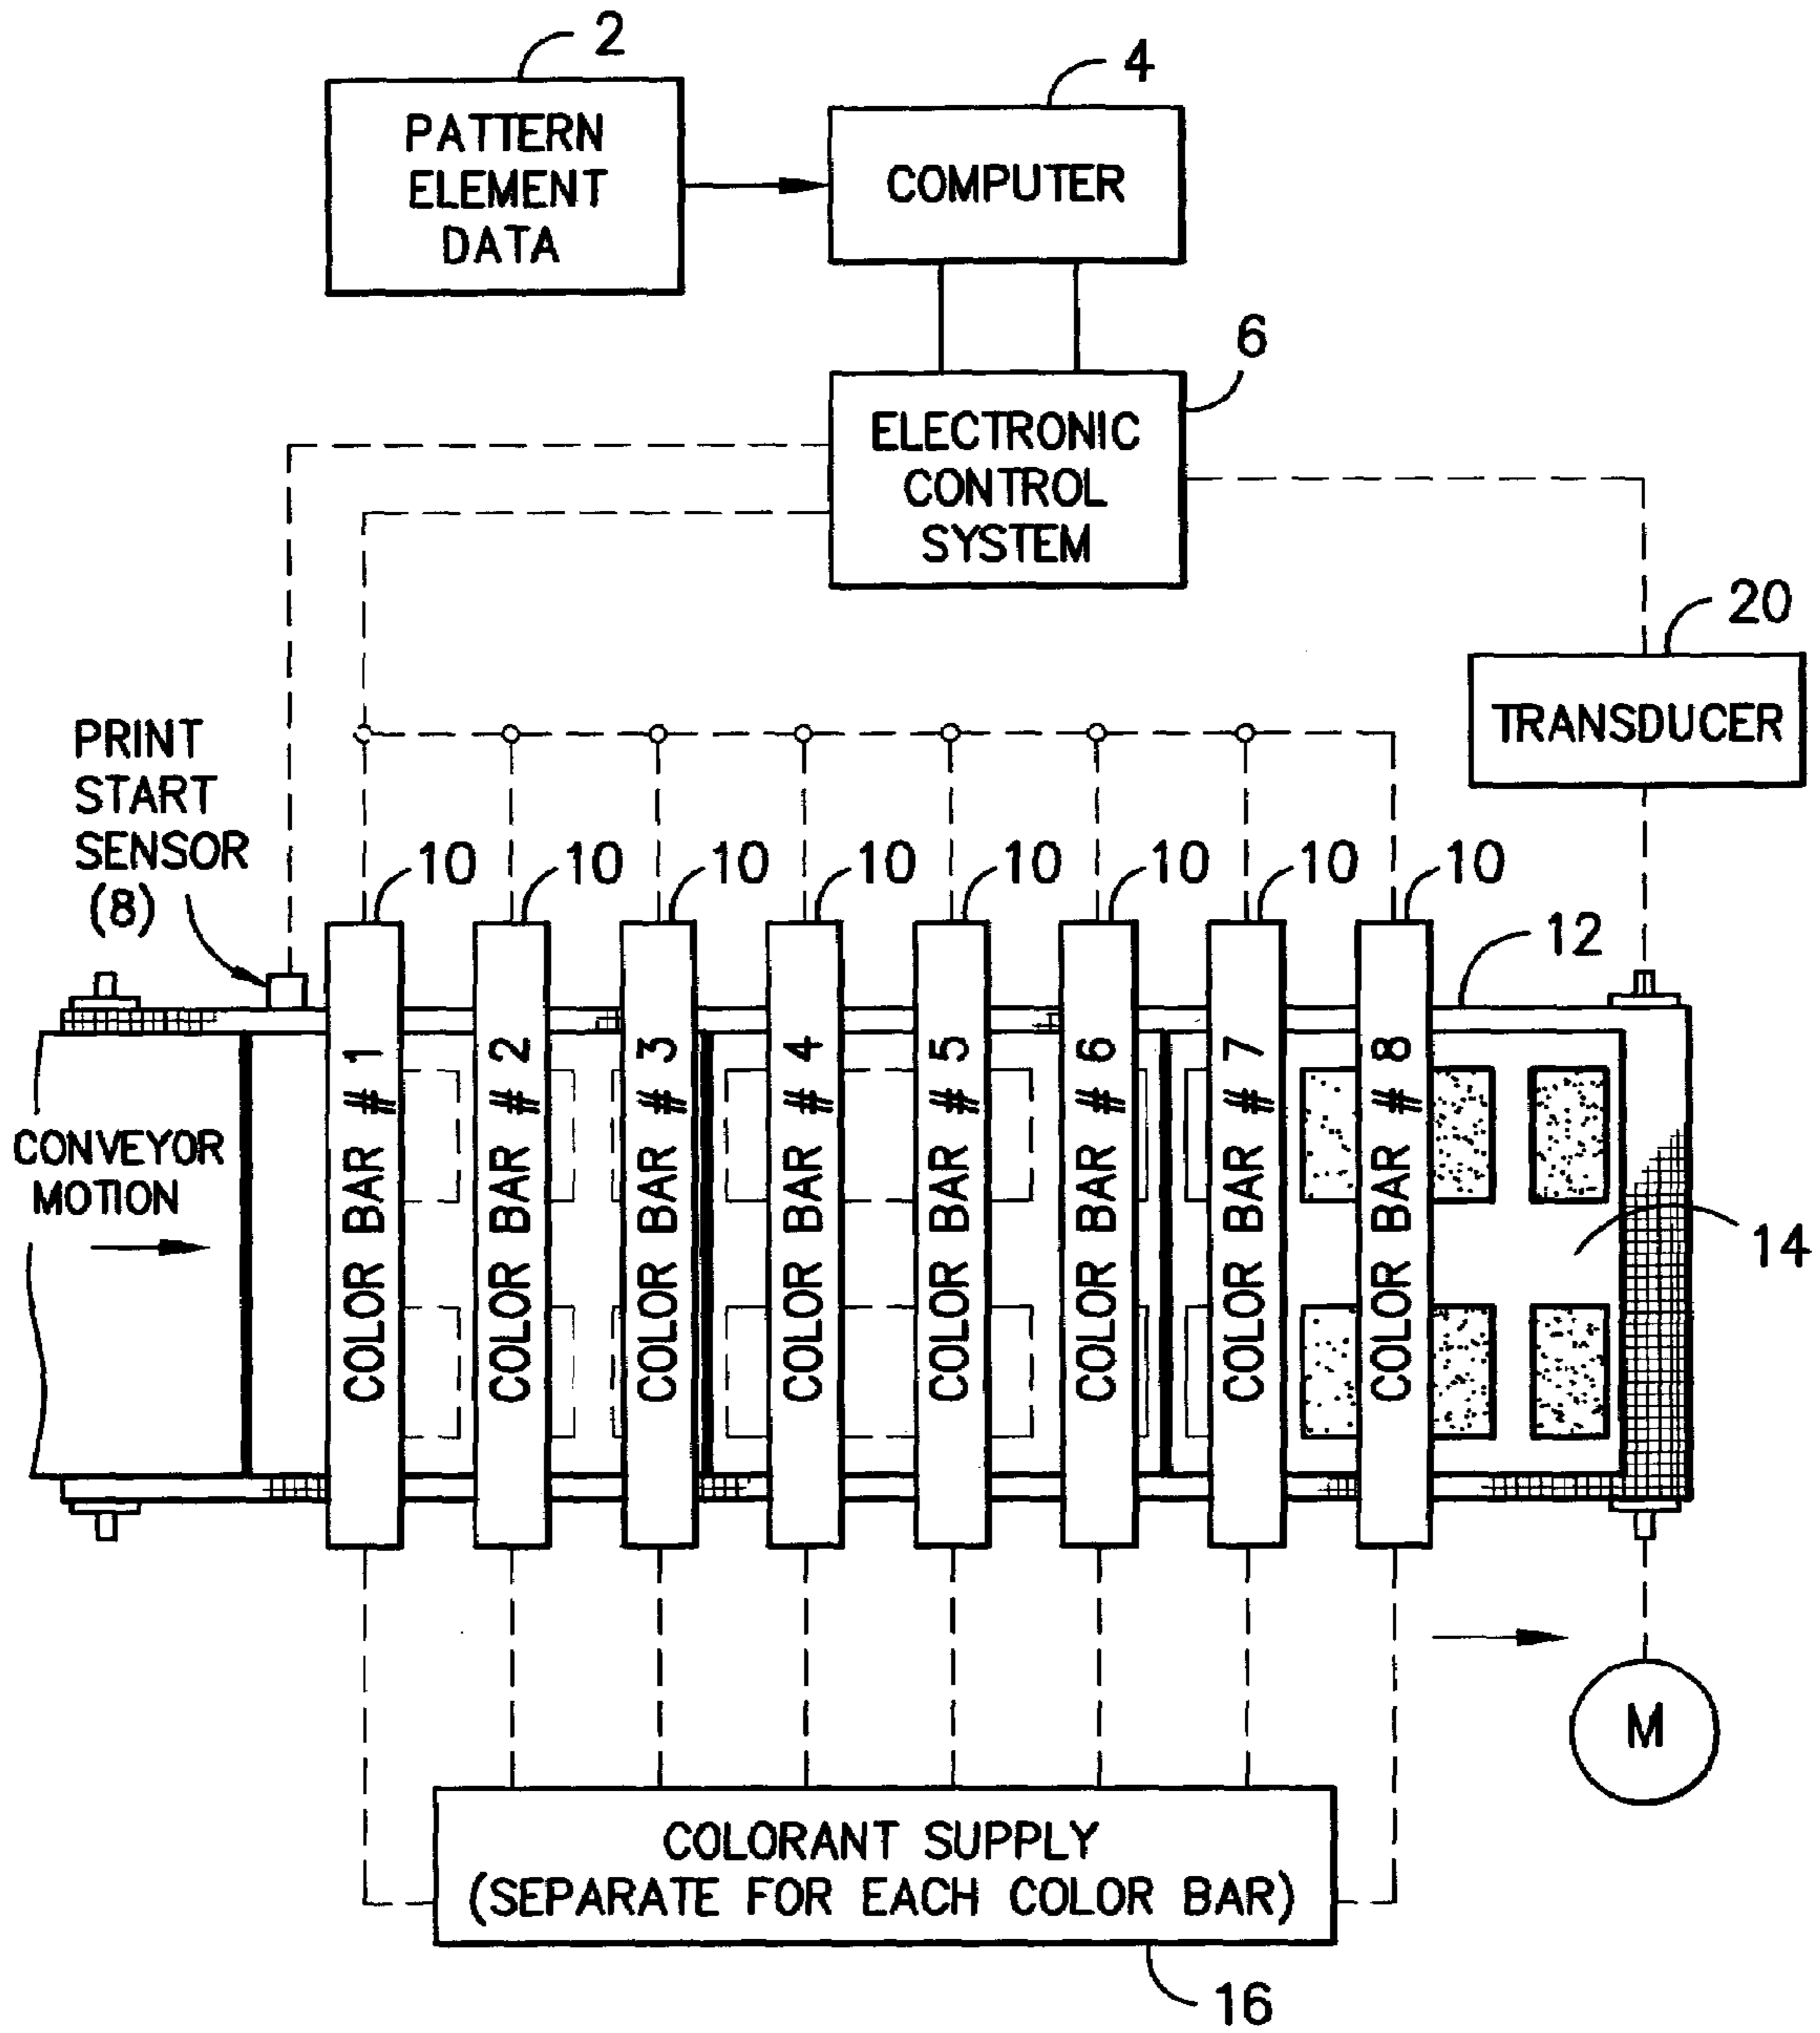 2
PATTERN
ELEMENT
DATA
4
COMPUTER
6
ELECTRONIC
CONTROL
SYSTEM
20
TRANSDUCER
PRINT
START
SENSOR
(8)
10
10
10
10
10
10
10
10
12
CONVEYOR
MOTION
COLOR BAR # 1
COLOR BAR # 2
COLOR BAR # 3
COLOR BAR # 4
COLOR BAR # 5
COLOR BAR # 6
COLOR BAR # 7
COLOR BAR # 8
14
M
COLORANT SUPPLY
(SEPARATE FOR EACH COLOR BAR)
16